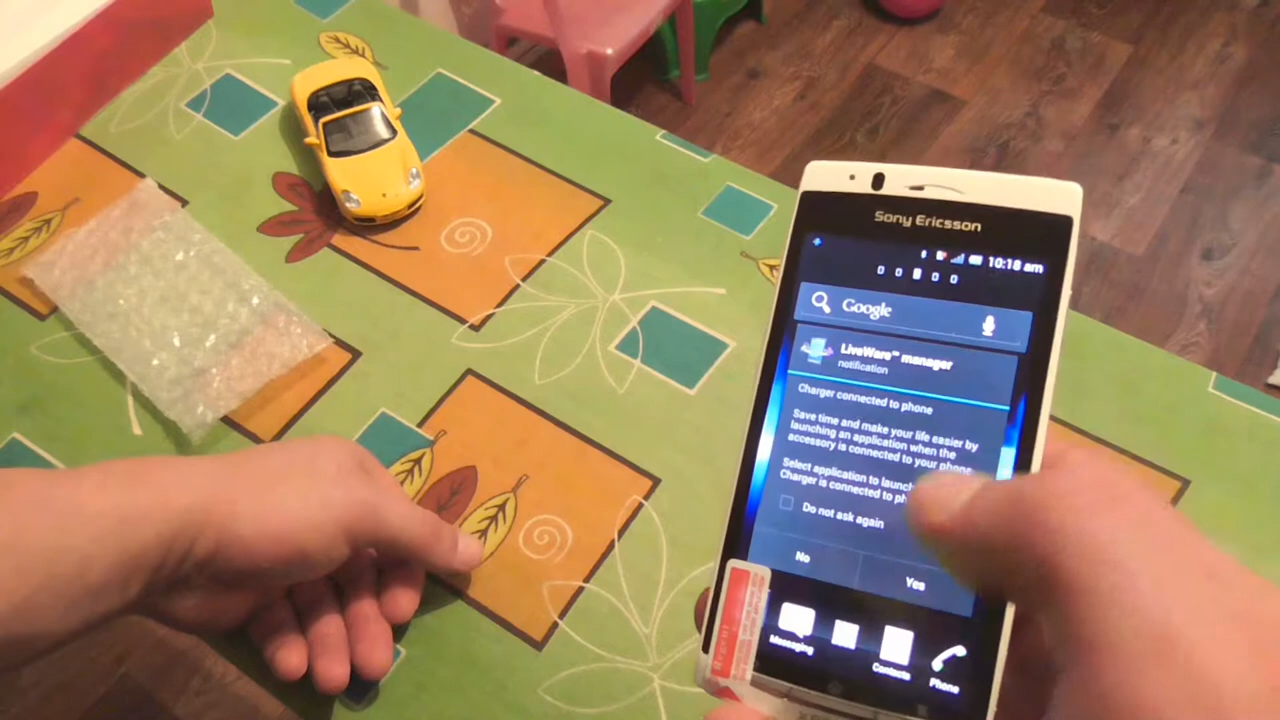 Sony Ericsson
10:18 am
Google
LiveWare™ manager
notification
Charger connected to phone
Save time and make your life easier by
launching an application when the
accessory is connected to your phone
Select application to launch
Charger is connected to
Do not ask again
No
Yes
Messaging
Contacts
Phone